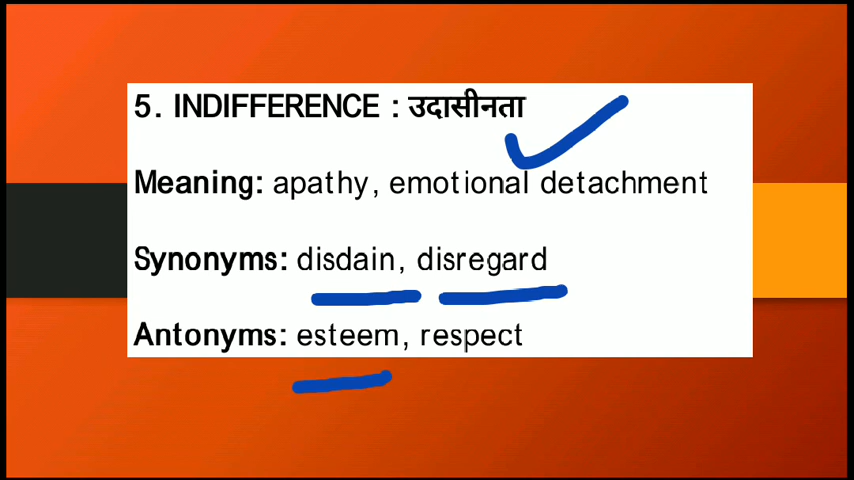 5. INDIFFERENCE : उदासीनता
Meaning: apathy, emotional detachment
Synonyms: disdain, disregard
Antonyms: esteem, respect